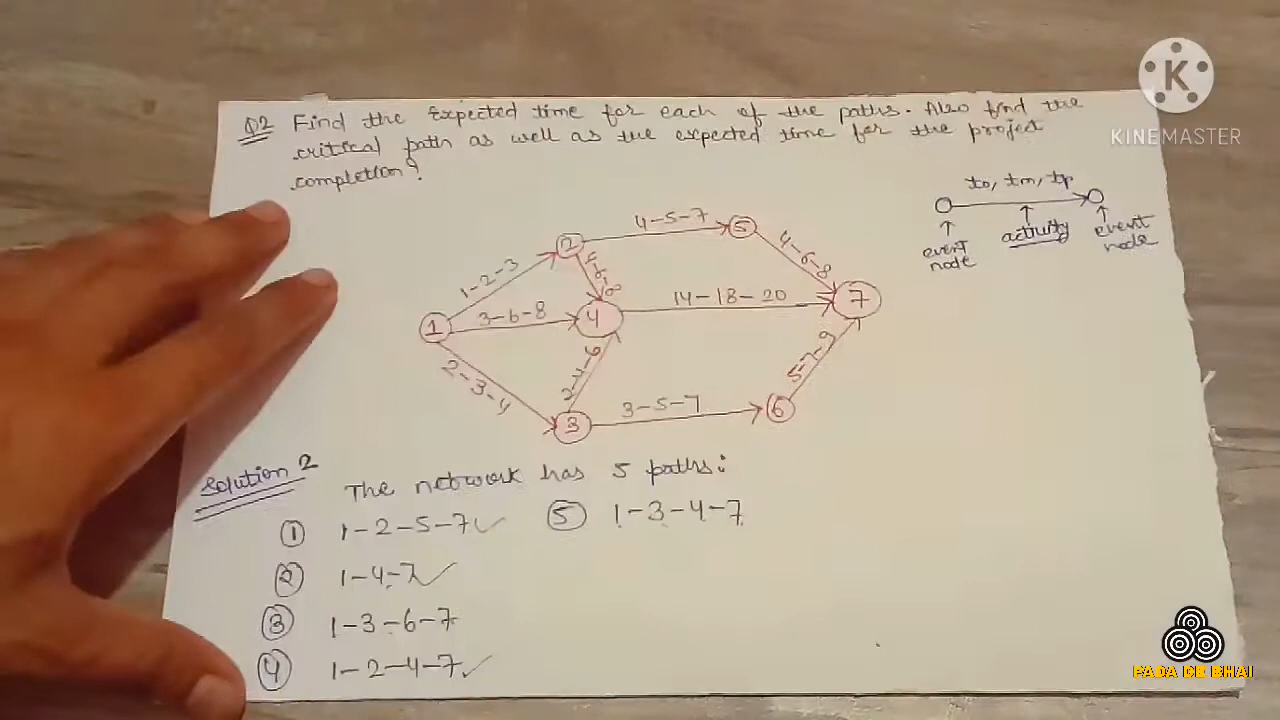 Q2 Find the Expected time for each of the paths. Also find the
critical path as well as the expected time for the project
completion?
to, tm, tp
event
node
activity
event
node
4-5-7
2
5
1-2-3
4-6-8
3-6-8
4
14-18-20
7
1
2-3-4
5-7-9
3-5-7
3
6
Solution 2
The network has 5 paths:
① 1-2-5-7✓
⑤ 1-3-4-7
② 1-4-7✓
③ 1-3-6-7
④ 1-2-4-7✓
K
KINEMASTER
PADA DE BHAI